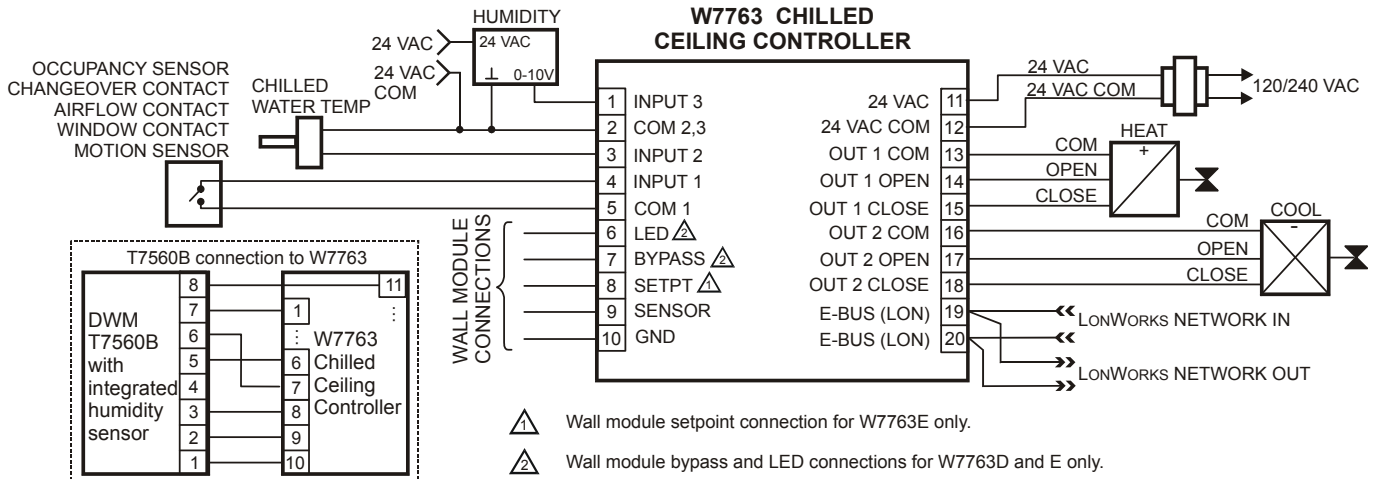 W7763 CHILLED
CEILING CONTROLLER
HUMIDITY
24 VAC
24 VAC
24 VAC
COM
⊥ 0-10V
OCCUPANCY SENSOR
CHANGEOVER CONTACT
AIRFLOW CONTACT
WINDOW CONTACT
MOTION SENSOR
CHILLED
WATER TEMP
1 INPUT 3
2 COM 2,3
3 INPUT 2
4 INPUT 1
5 COM 1
6 LED 2
7 BYPASS 2
8 SETPT 1
9 SENSOR
10 GND
WALL MODULE
CONNECTIONS
24 VAC 11
24 VAC COM 12
OUT 1 COM 13
OUT 1 OPEN 14
OUT 1 CLOSE 15
OUT 2 COM 16
OUT 2 OPEN 17
OUT 2 CLOSE 18
E-BUS (LON) 19
E-BUS (LON) 20
24 VAC
24 VAC COM
120/240 VAC
HEAT
COM
OPEN
CLOSE
+
COOL
COM
OPEN
CLOSE
-
LONWORKS NETWORK IN
LONWORKS NETWORK OUT
T7560B connection to W7763
DWM
T7560B
with
integrated
humidity
sensor
8
7
6
5
4
3
2
1
11
1
6
7
8
9
10
W7763
Chilled
Ceiling
Controller
1 Wall module setpoint connection for W7763E only.
2 Wall module bypass and LED connections for W7763D and E only.